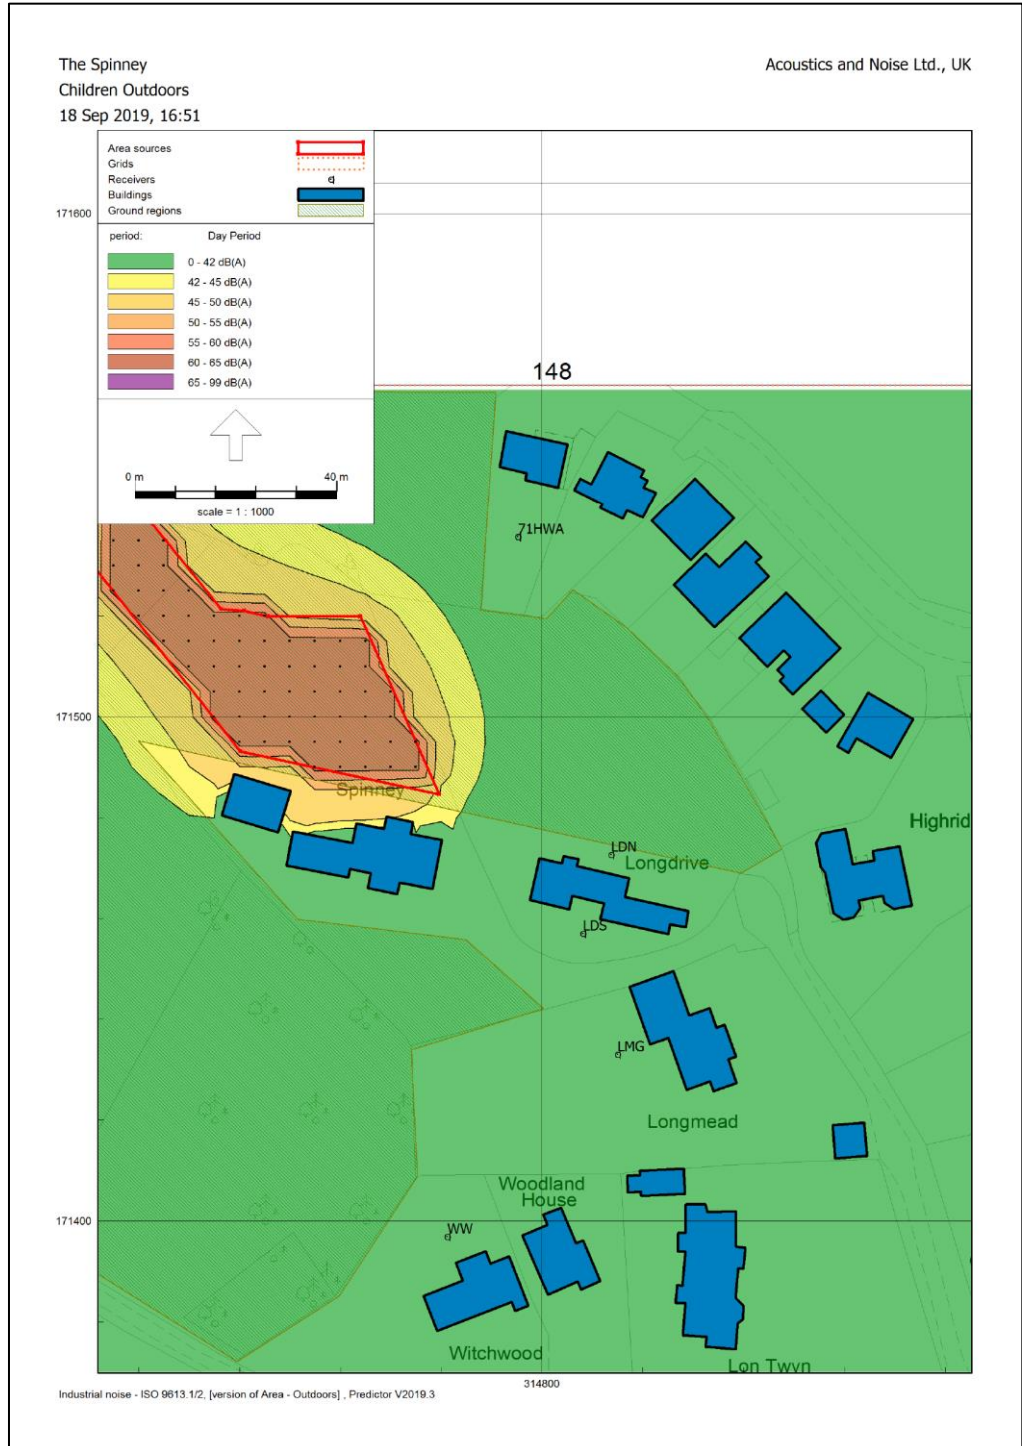 The Spinney
Acoustics and Noise Ltd., UK
Children Outdoors
18 Sep 2019, 16:51
Area sources
Grids
Receivers
Buildings
Ground regions
period: Day Period
0 - 42 dB(A)
42 - 45 dB(A)
45 - 50 dB(A)
50 - 55 dB(A)
55 - 60 dB(A)
60 - 65 dB(A)
65 - 99 dB(A)
0 m 40 m
scale = 1 : 1000
171600
148
71HWA
171500
Spinney
Highrid
LDN
Longdrive
LDS
LMG
Longmead
Woodland
House
171400
WW
Witchwood
Lon Twyn
314800
Industrial noise - ISO 9613.1/2, [version of Area - Outdoors] , Predictor V2019.3